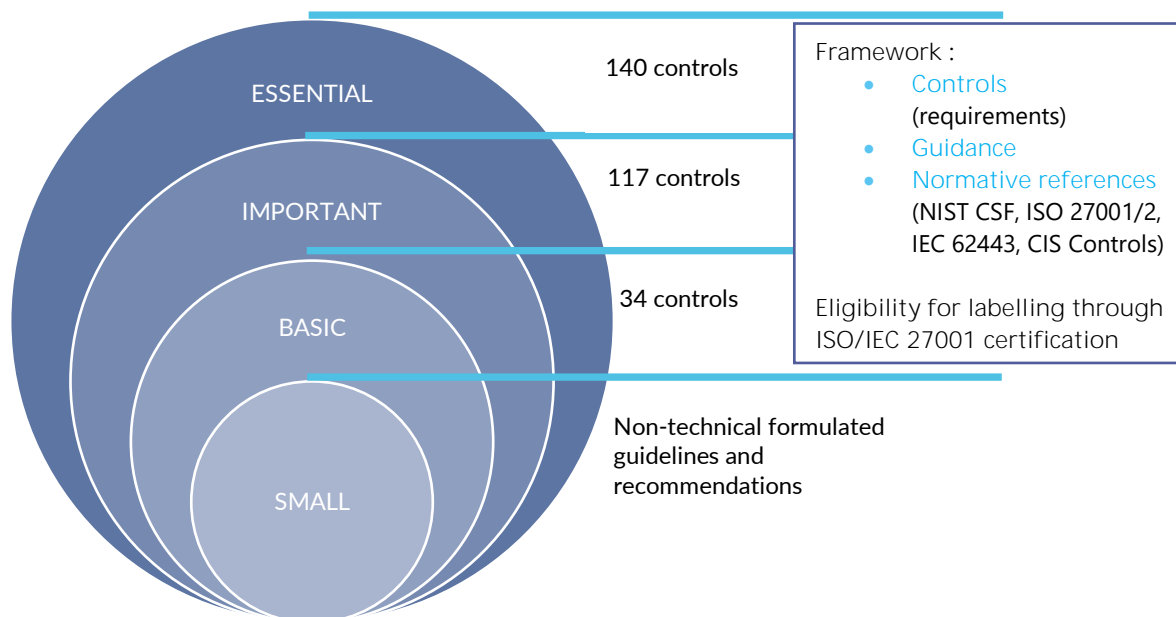 ESSENTIAL
140 controls
IMPORTANT
117 controls
BASIC
34 controls
SMALL
Non-technical formulated
guidelines and
recommendations
Framework :
• Controls
(requirements)
• Guidance
• Normative references
(NIST CSF, ISO 27001/2,
IEC 62443, CIS Controls)
Eligibility for labelling through
ISO/IEC 27001 certification